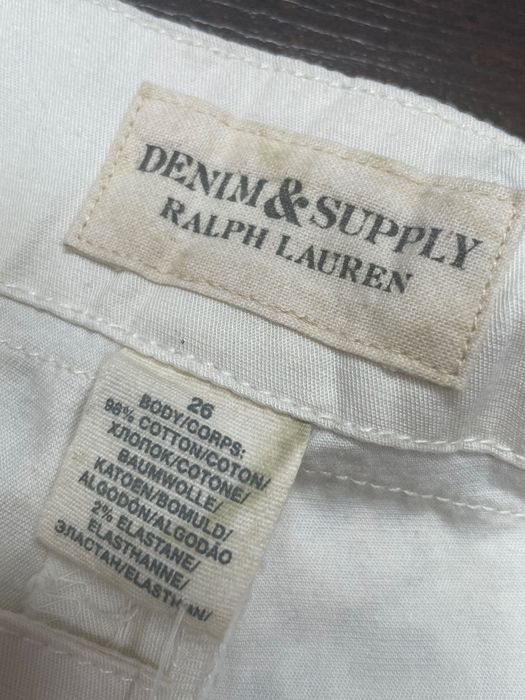 DENIM&SUPPLY
RALPH LAUREN
26
BODY/CORPS:
98% COTTON/COTON/
ХЛОПОК/COTONE/
BAUMWOLLE/
KATOEN/BOMULD/
ALGODÓN/ALGODÃO
2% ELASTANE/
ELASTHANNE/
ЭЛАСТАН/ELASTICAN/